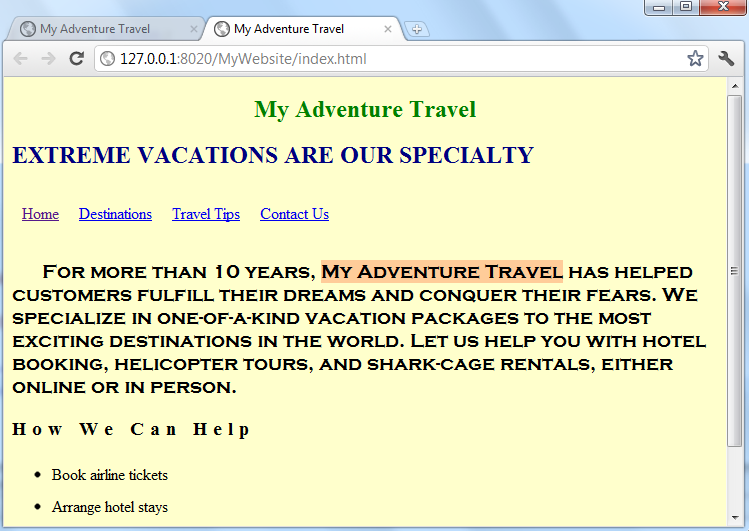 My Adventure Travel
My Adventure Travel
127.0.0.1:8020/MyWebsite/index.html
My Adventure Travel
EXTREME VACATIONS ARE OUR SPECIALTY
Home Destinations Travel Tips Contact Us
For more than 10 years, My Adventure Travel has helped
customers fulfill their dreams and conquer their fears. We
specialize in one-of-a-kind vacation packages to the most
exciting destinations in the world. Let us help you with hotel
booking, helicopter tours, and shark-cage rentals, either
online or in person.
How We Can Help
• Book airline tickets
• Arrange hotel stays